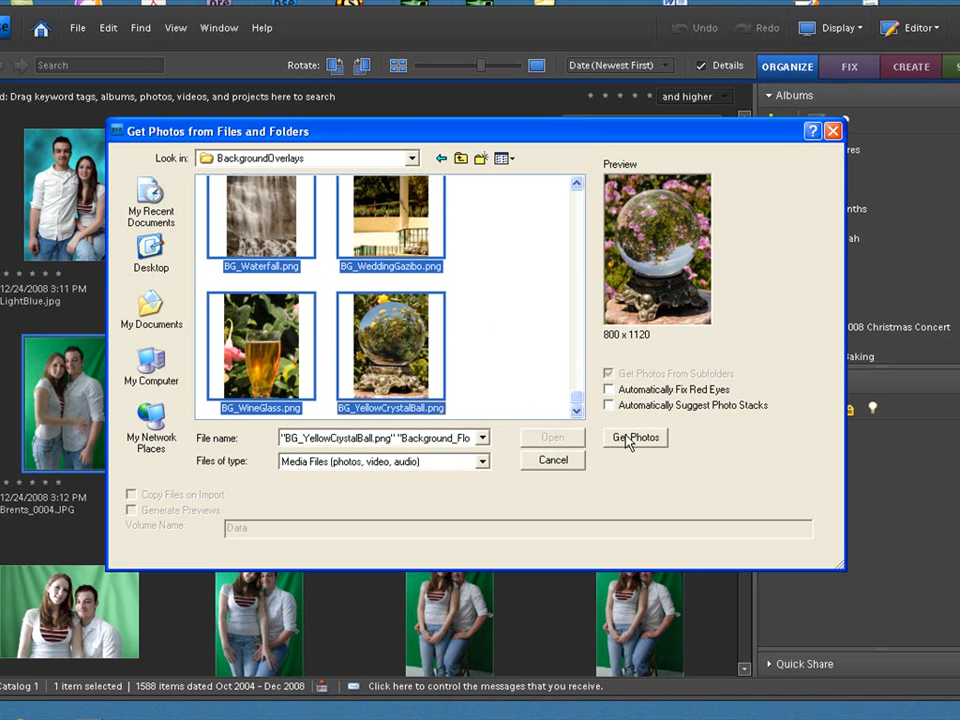 File Edit Find View Window Help Undo Redo Display Editor
Search Rotate: Date (Newest First) Details ORGANIZE FIX CREATE
d: Drag keyword tags, albums, photos, videos, and projects here to search and higher Albums
Get Photos from Files and Folders
Look in: BackgroundOverlays
Preview
My Recent
Documents
Desktop
My Documents
My Computer
My Network
Places
BG_Waterfall.png BG_WeddingGazibo.png
BG_WineGlass.png BG_YellowCrystalBall.png
800 x 1120
Get Photos From Subfolders
Automatically Fix Red Eyes
Automatically Suggest Photo Stacks
File name: "BG_YellowCrystalBall.png" "Background_Flo Open Get Photos
Files of type: Media Files (photos, video, audio) Cancel
Copy Files on Import
Generate Previews
Volume Name: Data
12/24/2008 3:11 PM
LightBlue.jpg
12/24/2008 3:12 PM
Brents_0004.JPG
res
nths
ah
008 Christmas Concert
aking
Quick Share
Catalog 1 1 item selected 1588 items dated Oct 2004 - Dec 2008 Click here to control the messages that you receive.